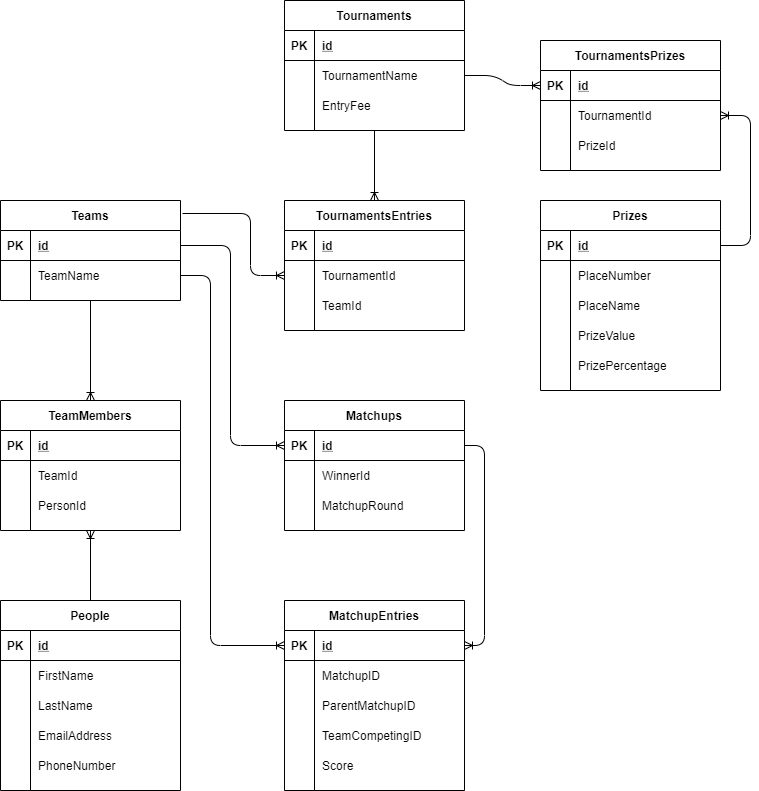 Tournaments
PK id
TournamentName
EntryFee
TournamentsPrizes
PK id
TournamentId
PrizeId
Teams
PK id
TeamName
TournamentsEntries
PK id
TournamentId
TeamId
Prizes
PK id
PlaceNumber
PlaceName
PrizeValue
PrizePercentage
TeamMembers
PK id
TeamId
PersonId
Matchups
PK id
WinnerId
MatchupRound
People
PK id
FirstName
LastName
EmailAddress
PhoneNumber
MatchupEntries
PK id
MatchupID
ParentMatchupID
TeamCompetingID
Score